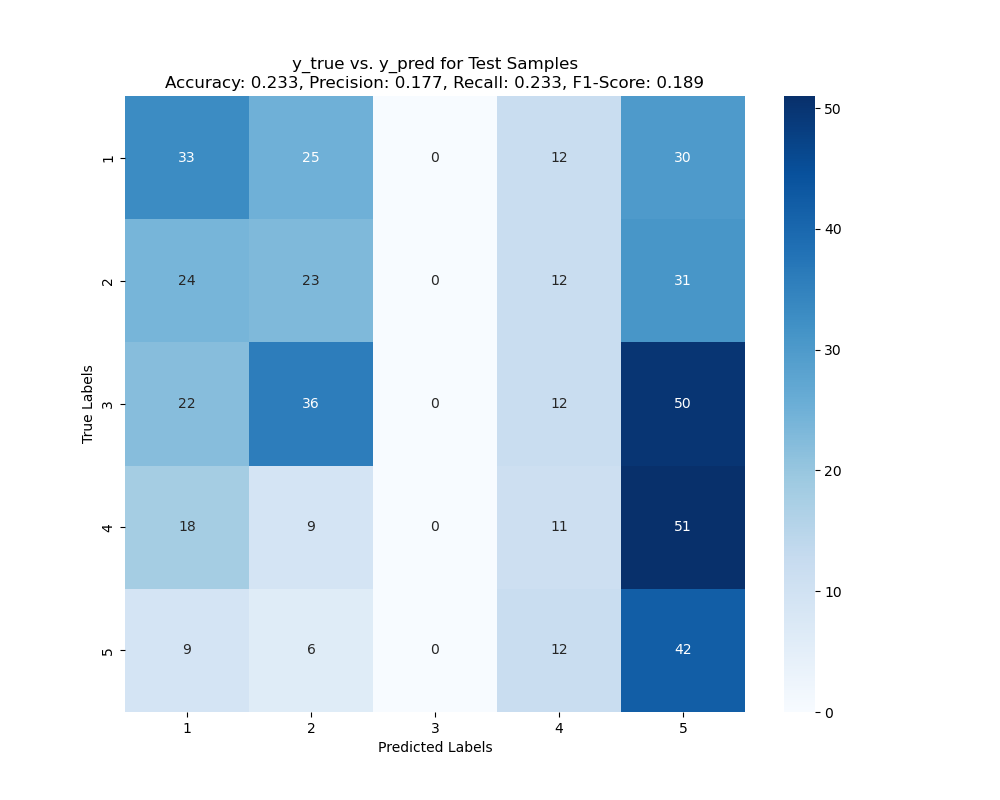 y_true vs. y_pred for Test Samples
Accuracy: 0.233, Precision: 0.177, Recall: 0.233, F1-Score: 0.189
1 33 25 0 12 30
2 24 23 0 12 31
3 22 36 0 12 50
4 18 9 0 11 51
5 9 6 0 12 42
1 2 3 4 5
Predicted Labels
True Labels
50
40
30
20
10
0